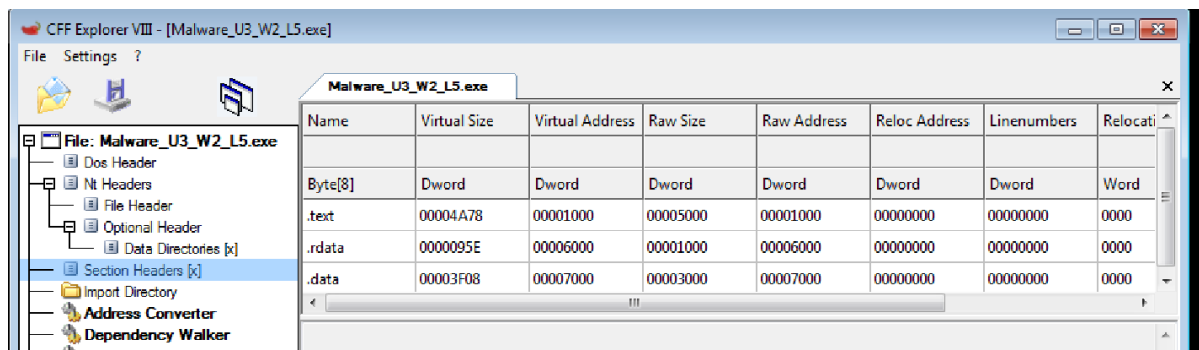 CFF Explorer VIII - [Malware_U3_W2_L5.exe]
File Settings ?
Malware_U3_W2_L5.exe
File: Malware_U3_W2_L5.exe
Dos Header
Nt Headers
File Header
Optional Header
Data Directories [x]
Section Headers [x]
Import Directory
Address Converter
Dependency Walker
Name Virtual Size Virtual Address Raw Size Raw Address Reloc Address Linenumbers Relocati
Byte[8] Dword Dword Dword Dword Dword Dword Word
.text 00004A78 00001000 00005000 00001000 00000000 00000000 0000
.rdata 0000095E 00006000 00001000 00006000 00000000 00000000 0000
.data 00003F08 00007000 00003000 00007000 00000000 00000000 0000